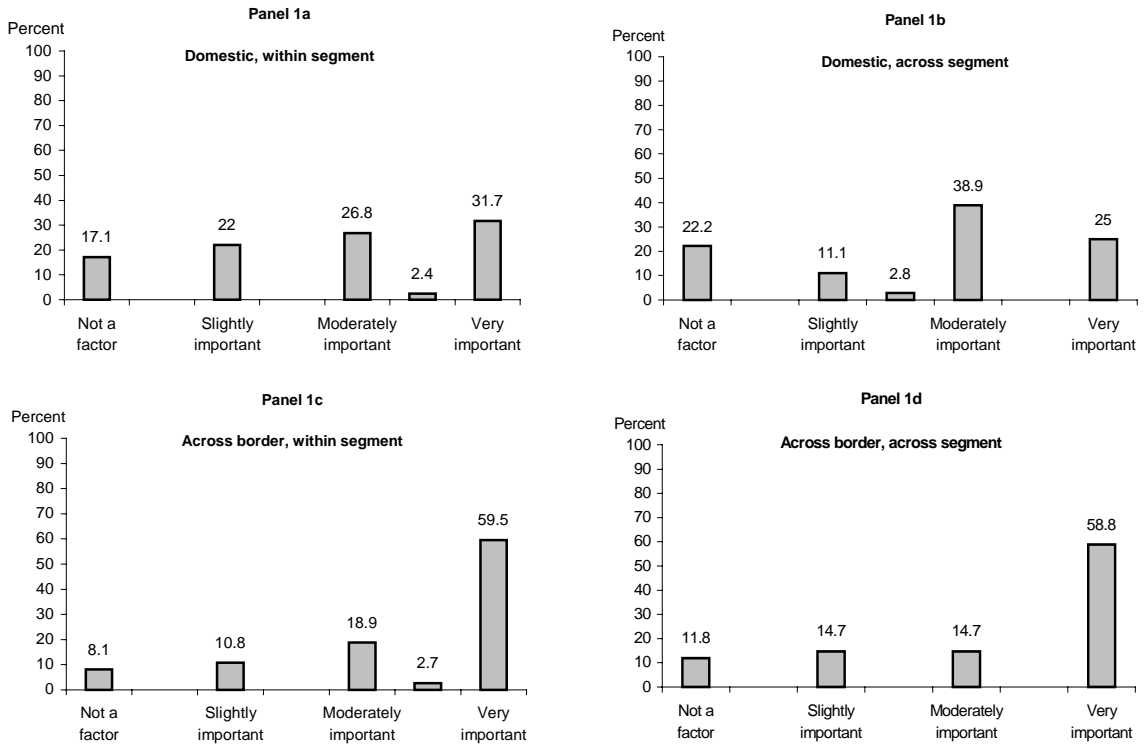 Panel 1a
Percent
Domestic, within segment
100
90
80
70
60
50
40
30
20
10
0
17.1
22
26.8
2.4
31.7
Not a factor
Slightly important
Moderately important
Very important
Panel 1b
Percent
Domestic, across segment
100
90
80
70
60
50
40
30
20
10
0
22.2
11.1
2.8
38.9
25
Not a factor
Slightly important
Moderately important
Very important
Panel 1c
Percent
Across border, within segment
100
90
80
70
60
50
40
30
20
10
0
8.1
10.8
18.9
2.7
59.5
Not a factor
Slightly important
Moderately important
Very important
Panel 1d
Percent
Across border, across segment
100
90
80
70
60
50
40
30
20
10
0
11.8
14.7
14.7
58.8
Not a factor
Slightly important
Moderately important
Very important